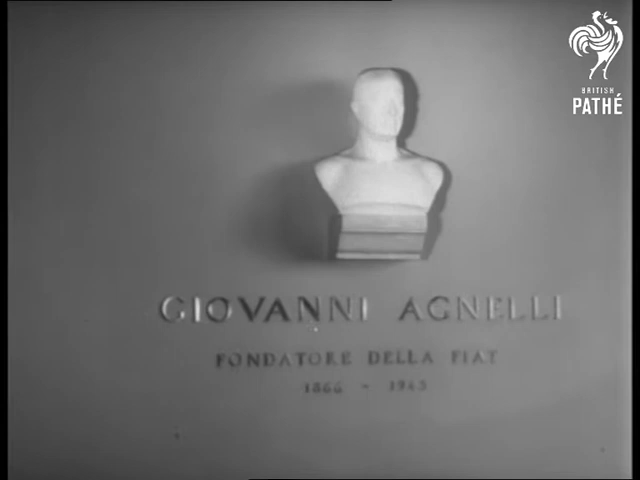 BRITISH
PATHÉ
GIOVANNI AGNELLI
FONDATORE DELLA FIAT
1866 - 1945